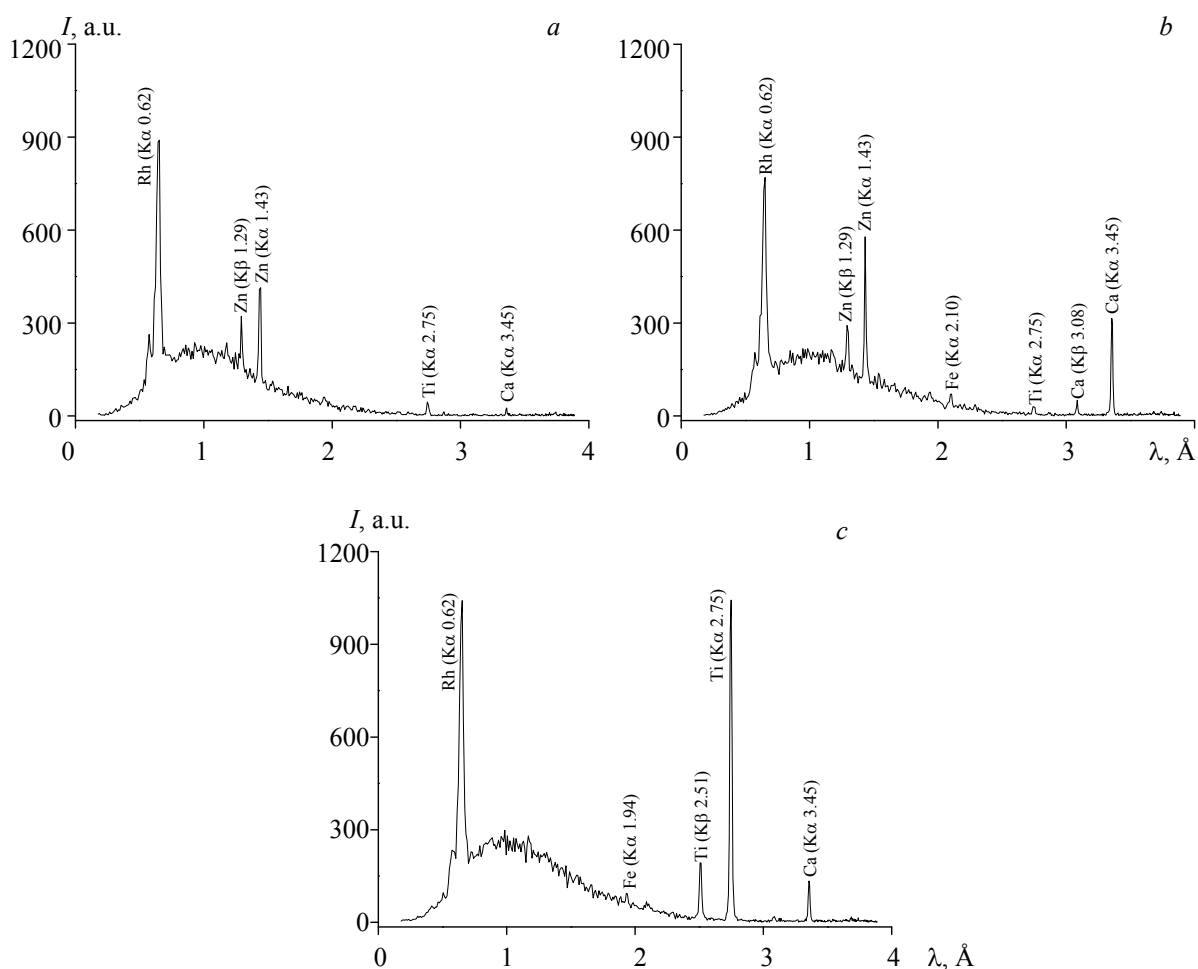 I, a.u.
a
1200
900
600
300
0
Rh (Kα 0.62)
Zn (Kβ 1.29)
Zn (Kα 1.43)
Ti (Kα 2.75)
Ca (Kα 3.45)
0 1 2 3 4
b
1200
900
600
300
0
Rh (Kα 0.62)
Zn (Kβ 1.29)
Zn (Kα 1.43)
Fe (Kα 2.10)
Ti (Kα 2.75)
Ca (Kβ 3.08)
Ca (Kα 3.45)
0 1 2 3 λ, Å
I, a.u.
c
1200
900
600
300
0
Rh (Kα 0.62)
Fe (Kα 1.94)
Ti (Kβ 2.51)
Ti (Kα 2.75)
Ca (Kα 3.45)
0 1 2 3 4 λ, Å